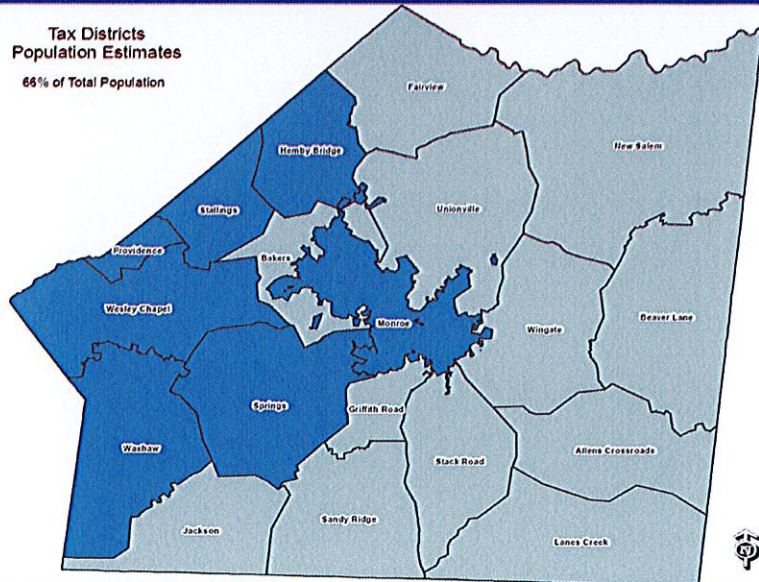 Tax Districts
Population Estimates
66% of Total Population
Fairview
Hemby Bridge
New Salem
Stallings
Unionville
Providence
Bakers
Wesley Chapel
Monroe
Beaver Lane
Wingate
Springs
Griffith Road
Waxhaw
Stack Road
Allens Crossroads
Jackson
Sandy Ridge
Lanes Creek